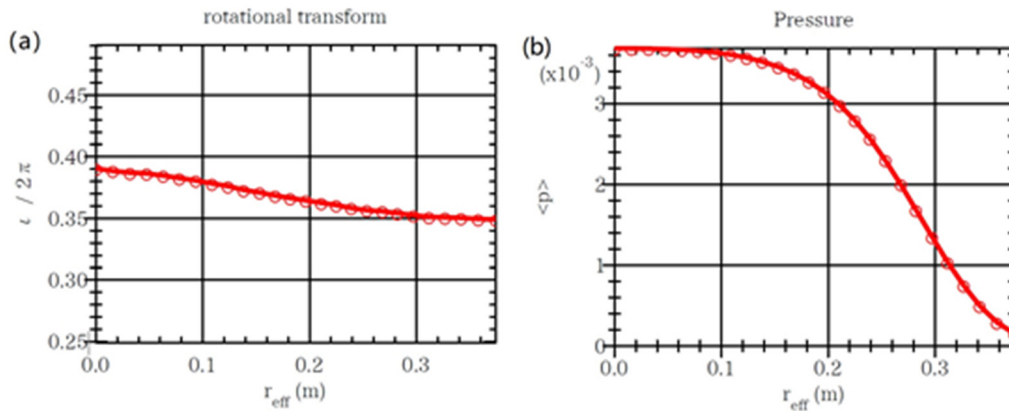 (a)
rotational transform
0.45
0.40
0.35
0.30
0.25
ι / 2 π
0.0 0.1 0.2 0.3
r_eff (m)
(b)
Pressure
(x10⁻³)
3
2
1
0
<p>
0.0 0.1 0.2 0.3
r_eff (m)